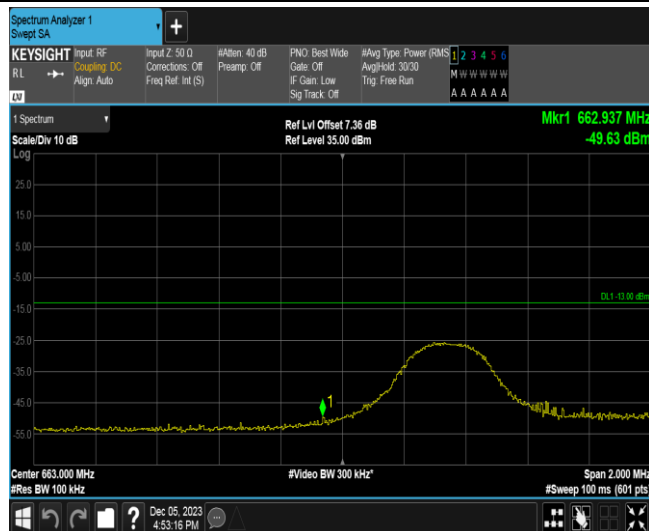 Spectrum Analyzer 1
Swept SA
+
KEYSIGHT
RL
Input: RF
Coupling: DC
Align: Auto
Input Z: 50 Ω
Corrections: Off
Freq Ref: Int (S)
#Atten: 40 dB
Preamp: Off
PNO: Best Wide
Gate: Off
IF Gain: Low
Sig Track: Off
#Avg Type: Power (RMS
Avg|Hold: 30/30
Trig: Free Run
1 2 3 4 5 6
M W W W W W
A A A A A A
1 Spectrum
Scale/Div 10 dB
Log
Ref Lvl Offset 7.36 dB
Ref Level 35.00 dBm
Mkr1 662.937 MHz
-49.63 dBm
25.0
15.0
5.00
-5.00
-15.0
-25.0
-35.0
-45.0
-55.0
DL1 -13.00 dBm
1
Center 663.000 MHz
#Res BW 100 kHz
#Video BW 300 kHz*
Span 2.000 MHz
#Sweep 100 ms (601 pts)
?
Dec 05, 2023
4:53:16 PM